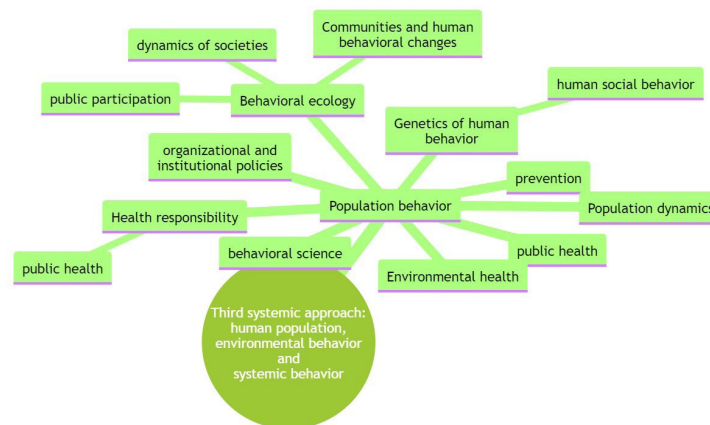 Communities and human
behavioral changes
dynamics of societies
human social behavior
public participation
Behavioral ecology
Genetics of human
behavior
organizational and
institutional policies
prevention
Population behavior
Population dynamics
Health responsibility
behavioral science
public health
public health
Environmental health
Third systemic approach:
human population,
environmental behavior
and
systemic behavior